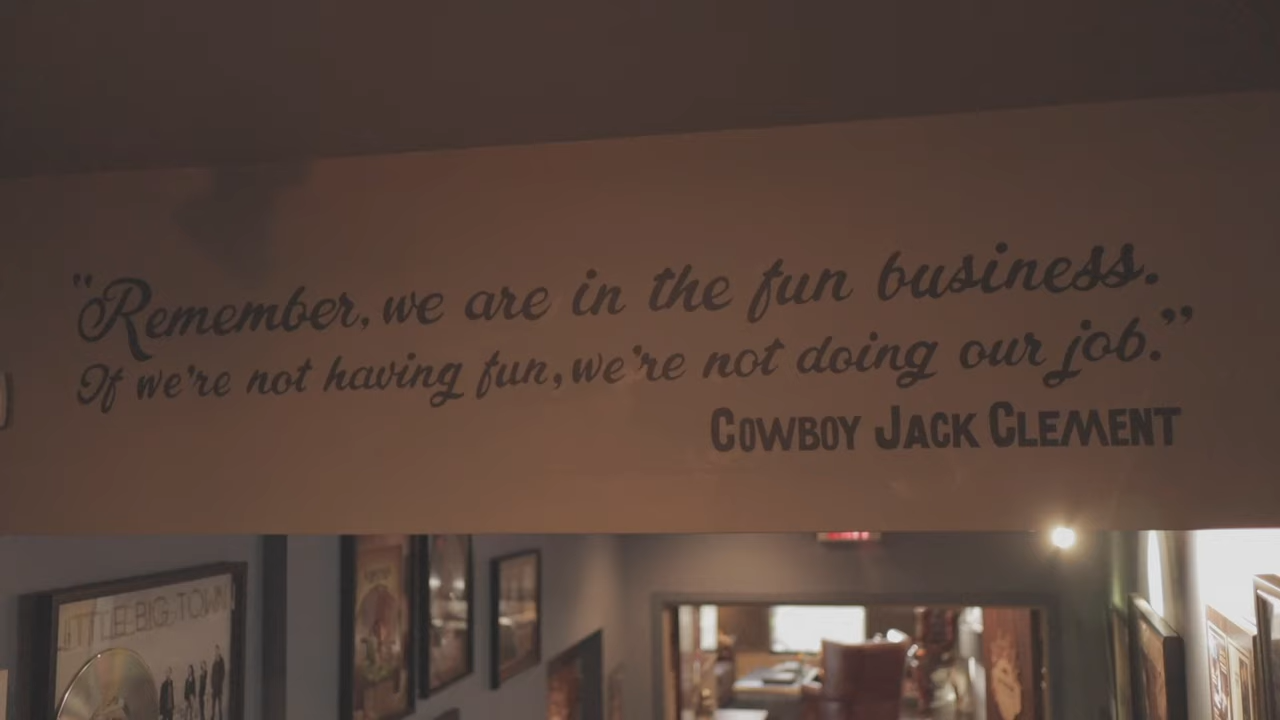 "Remember, we are in the fun business.
If we're not having fun, we're not doing our job."
COWBOY JACK CLEMENT
LITTLE BIG TOWN